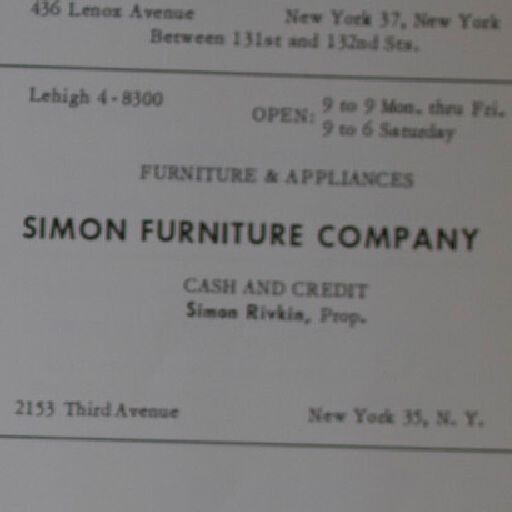 436 Lenox Avenue New York 37, New York
Between 131st and 132nd Sts.
Lehigh 4-8300
OPEN: 9 to 9 Mon. thru Fri.
9 to 6 Saturday
FURNITURE & APPLIANCES
SIMON FURNITURE COMPANY
CASH AND CREDIT
Simon Rivkin, Prop.
2153 Third Avenue New York 35, N. Y.